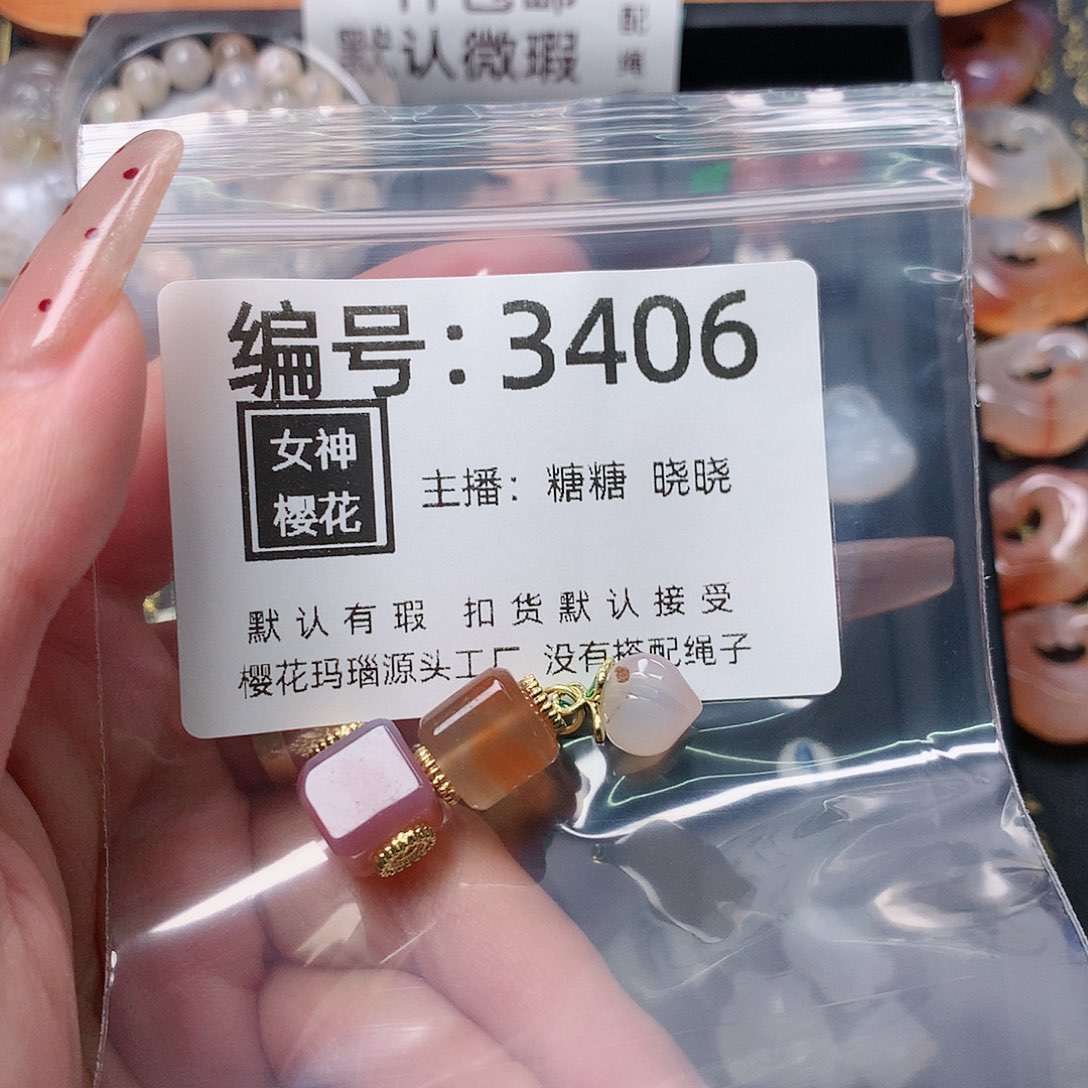 默认微瑕
配
绳
编号：3406
女神
樱花
主播：糖糖 晓晓
默认有瑕 扣货默认接受
樱花玛瑙源头工厂 没有搭配绳子